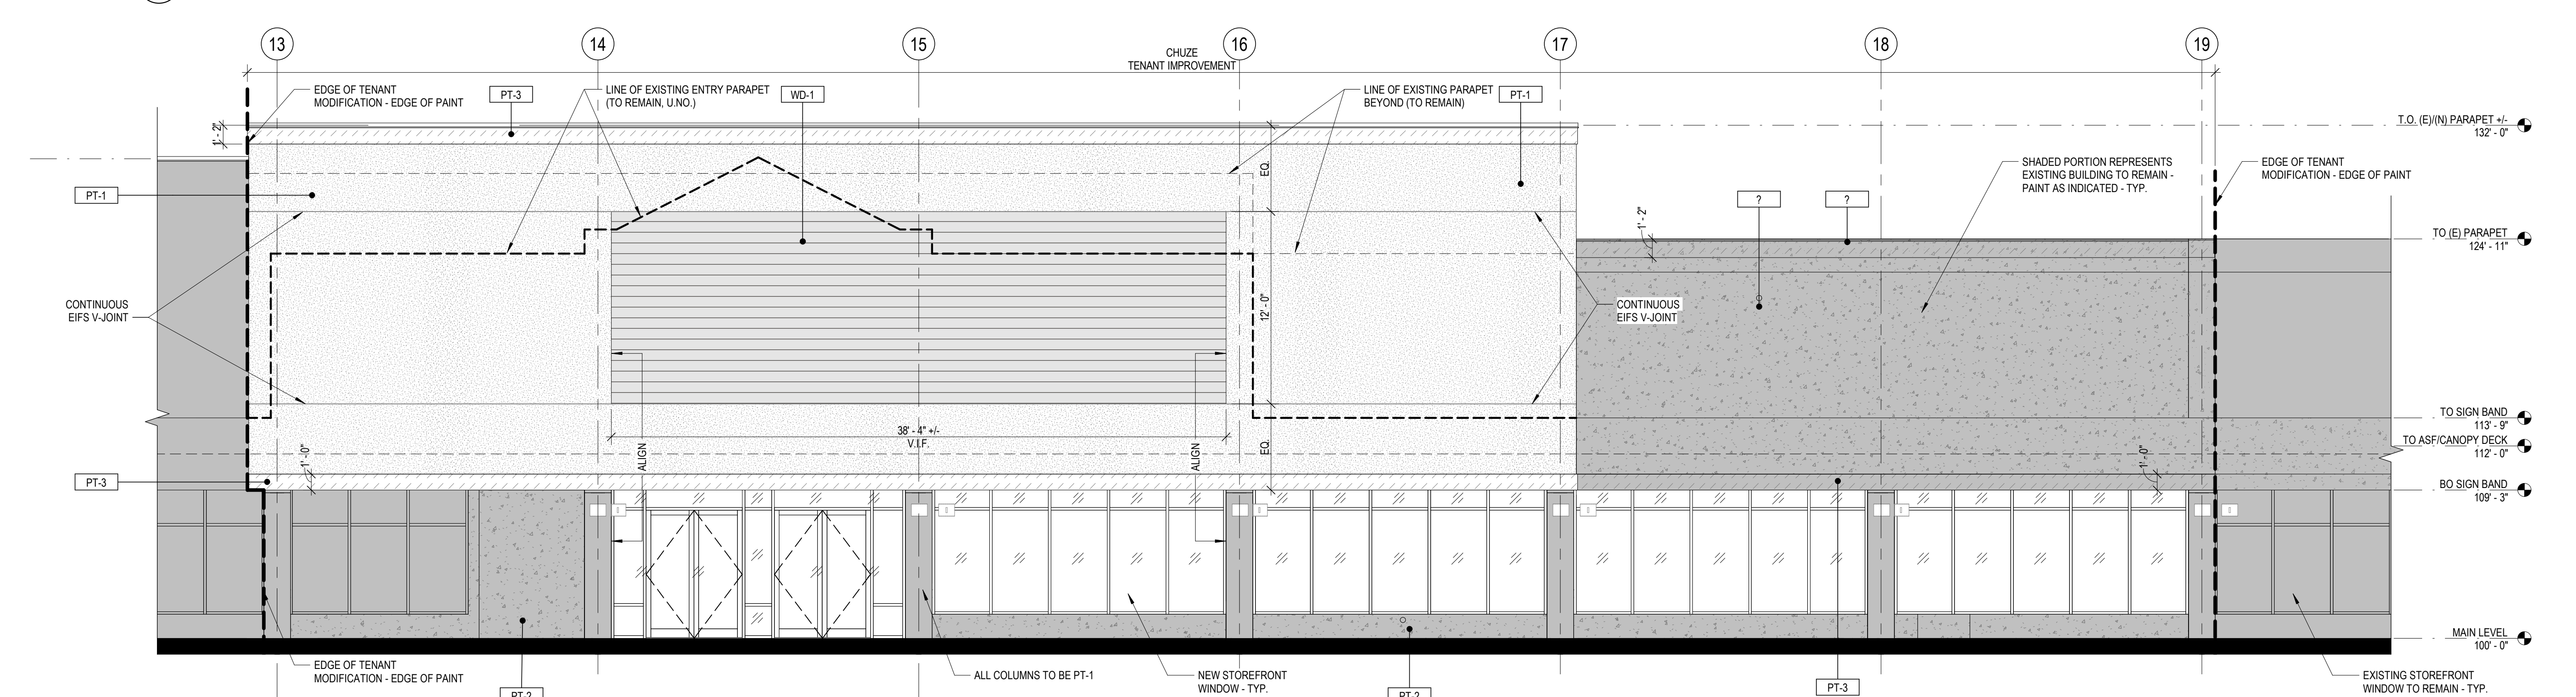 13
14
15
16
17
18
19
CHUZE
TENANT IMPROVEMENT
EDGE OF TENANT
MODIFICATION - EDGE OF PAINT
PT-3
LINE OF EXISTING ENTRY PARAPET
(TO REMAIN, U.NO.)
WD-1
LINE OF EXISTING PARAPET
BEYOND (TO REMAIN)
PT-1
T.O. (E)/(N) PARAPET +/-
132' - 0"
1' - 2"
EQ.
SHADED PORTION REPRESENTS
EXISTING BUILDING TO REMAIN -
PAINT AS INDICATED - TYP.
EDGE OF TENANT
MODIFICATION - EDGE OF PAINT
PT-1
?
?
1' - 2"
TO (E) PARAPET
124' - 11"
CONTINUOUS
EIFS V-JOINT
12' - 0"
CONTINUOUS
EIFS V-JOINT
TO SIGN BAND
113' - 9"
38' - 4" +/-
V.I.F.
ALIGN
ALIGN
EQ.
TO ASF/CANOPY DECK
112' - 0"
1' - 0"
1' - 0"
PT-3
BO SIGN BAND
109' - 3"
MAIN LEVEL
100' - 0"
EDGE OF TENANT
MODIFICATION - EDGE OF PAINT
PT-2
ALL COLUMNS TO BE PT-1
NEW STOREFRONT
WINDOW - TYP.
PT-2
PT-3
EXISTING STOREFRONT
WINDOW TO REMAIN - TYP.